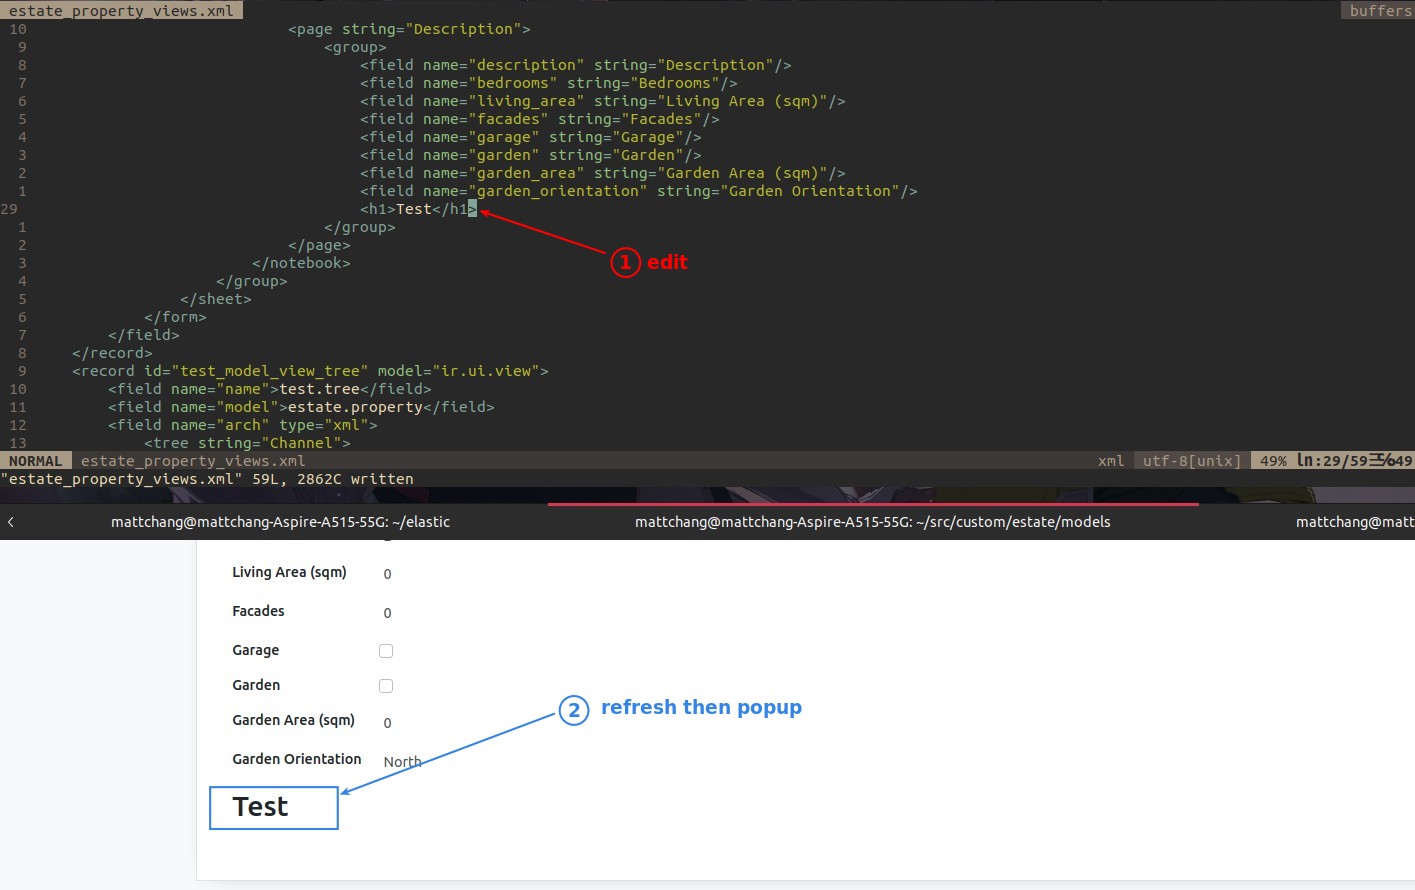 estate_property_views.xml buffers
10 <page string="Description">
9 <group>
8 <field name="description" string="Description"/>
7 <field name="bedrooms" string="Bedrooms"/>
6 <field name="living_area" string="Living Area (sqm)"/>
5 <field name="facades" string="Facades"/>
4 <field name="garage" string="Garage"/>
3 <field name="garden" string="Garden"/>
2 <field name="garden_area" string="Garden Area (sqm)"/>
1 <field name="garden_orientation" string="Garden Orientation"/>
29 <h1>Test</h1>
1 </group>
2 </page>
1 edit
3 </notebook>
4 </group>
5 </sheet>
6 </form>
7 </field>
8 </record>
9 <record id="test_model_view_tree" model="ir.ui.view">
10 <field name="name">test.tree</field>
11 <field name="model">estate.property</field>
12 <field name="arch" type="xml">
13 <tree string="Channel">
NORMAL estate_property_views.xml xml utf-8[unix] 49% ln:29/59☰℅49
"estate_property_views.xml" 59L, 2862C written
mattchang@mattchang-Aspire-A515-55G: ~/elastic mattchang@mattchang-Aspire-A515-55G: ~/src/custom/estate/models mattchang@matt
Living Area (sqm) 0
Facades 0
Garage
Garden
2 refresh then popup
Garden Area (sqm) 0
Garden Orientation North
Test